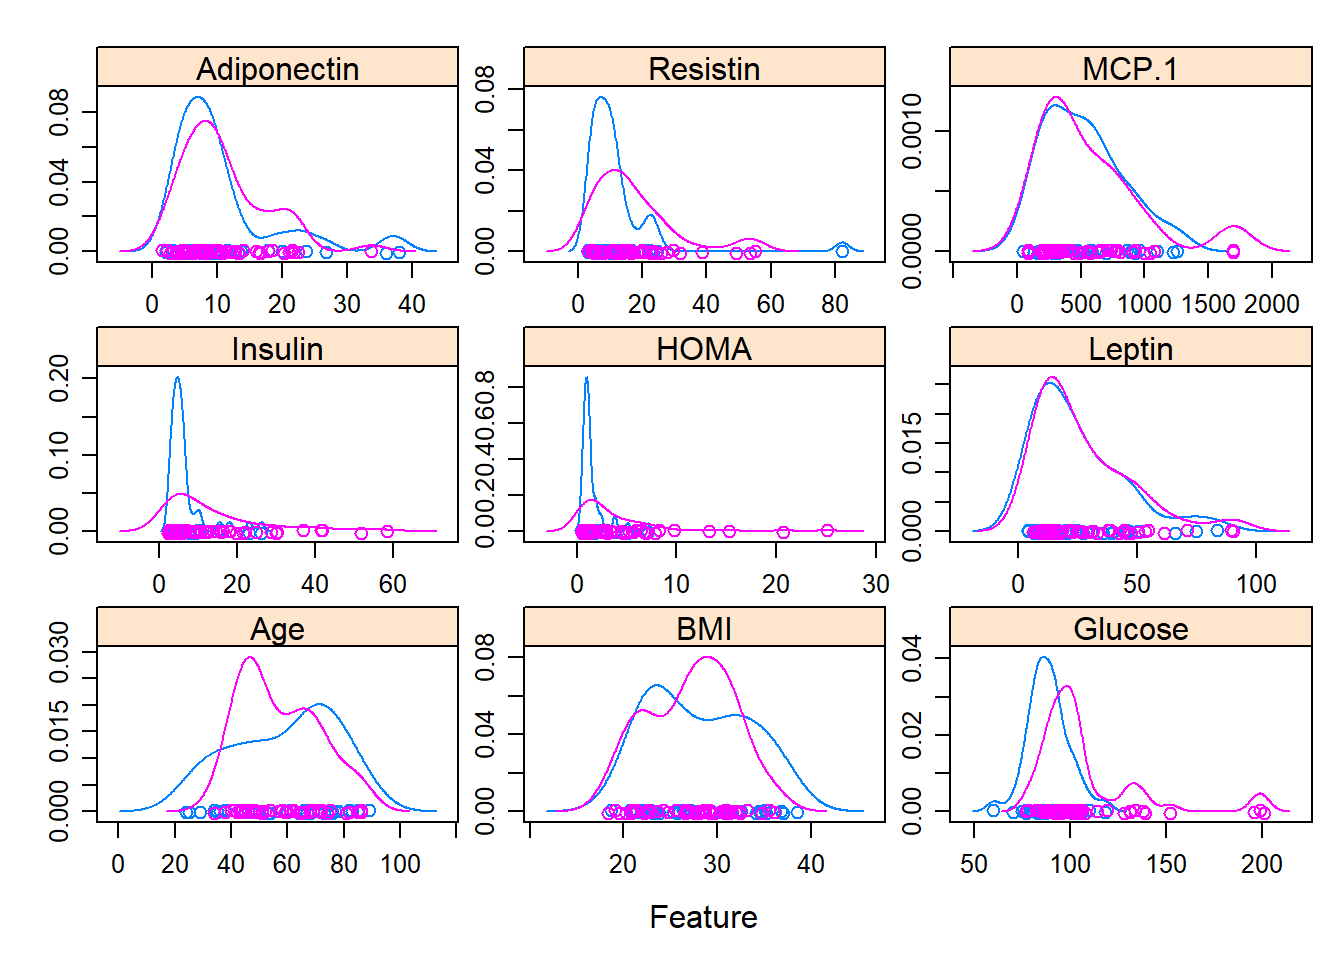 Adiponectin Resistin MCP.1
0.00 0.04 0.08
0.00 0.04 0.08
0.0000 0.0010
0 10 20 30 40
0 20 40 60 80
0 500 1000 1500 2000
Insulin HOMA Leptin
0.00 0.10 0.20
0.00.20.40.60.8
0.000 0.015
0 20 40 60
0 10 20 30
0 50 100
Age BMI Glucose
0.000 0.015 0.030
0.00 0.04 0.08
0.00 0.02 0.04
0 20 40 60 80 100
20 30 40
50 100 150 200
Feature